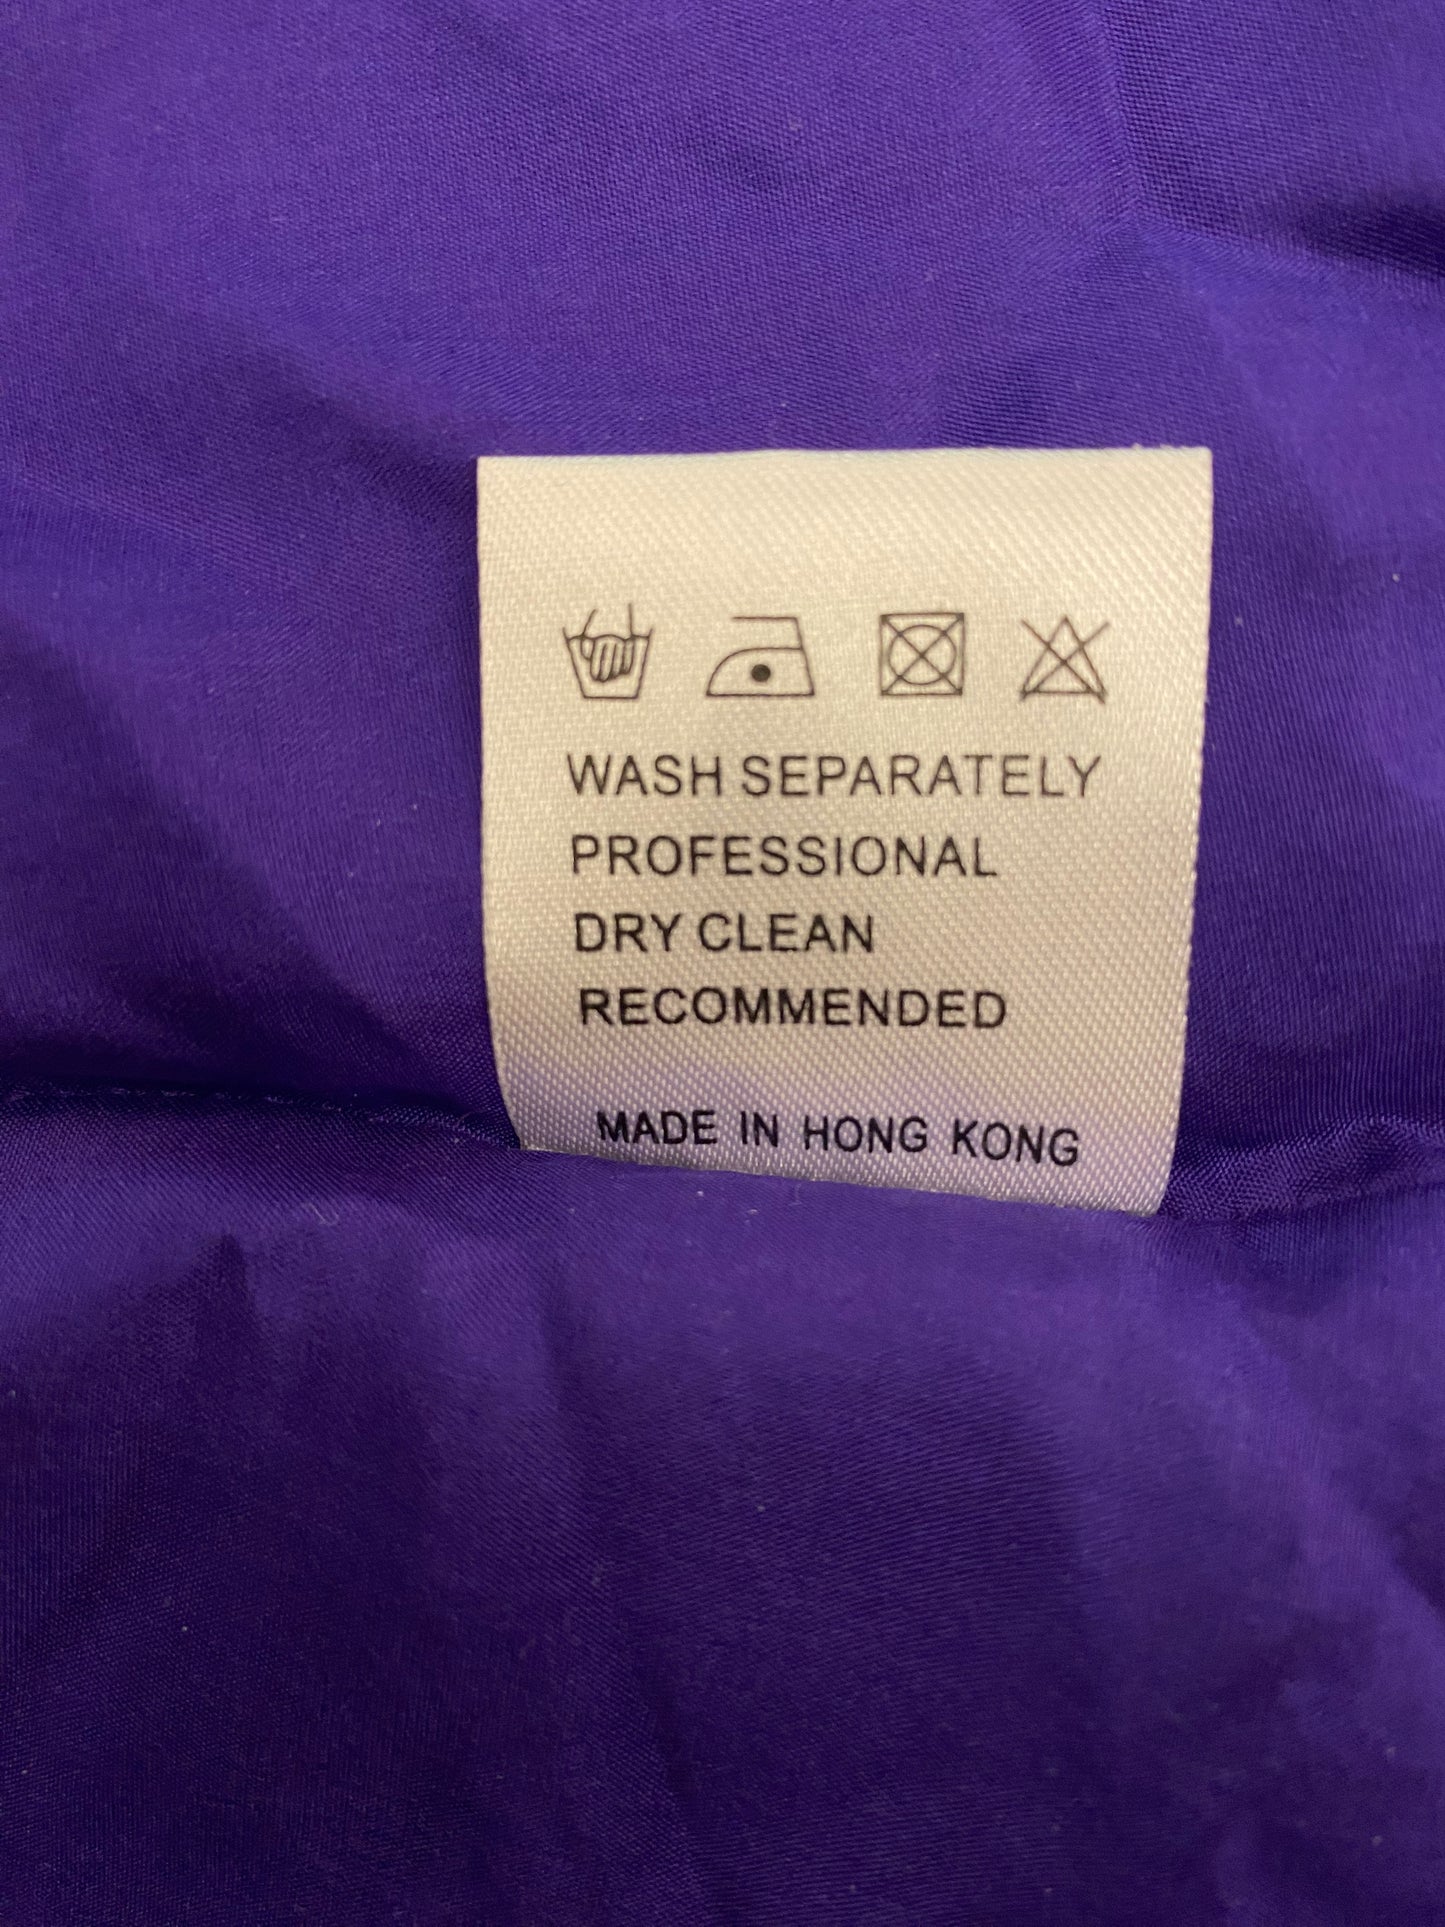 WASH SEPARATELY
PROFESSIONAL
DRY CLEAN
RECOMMENDED
MADE IN HONG KONG